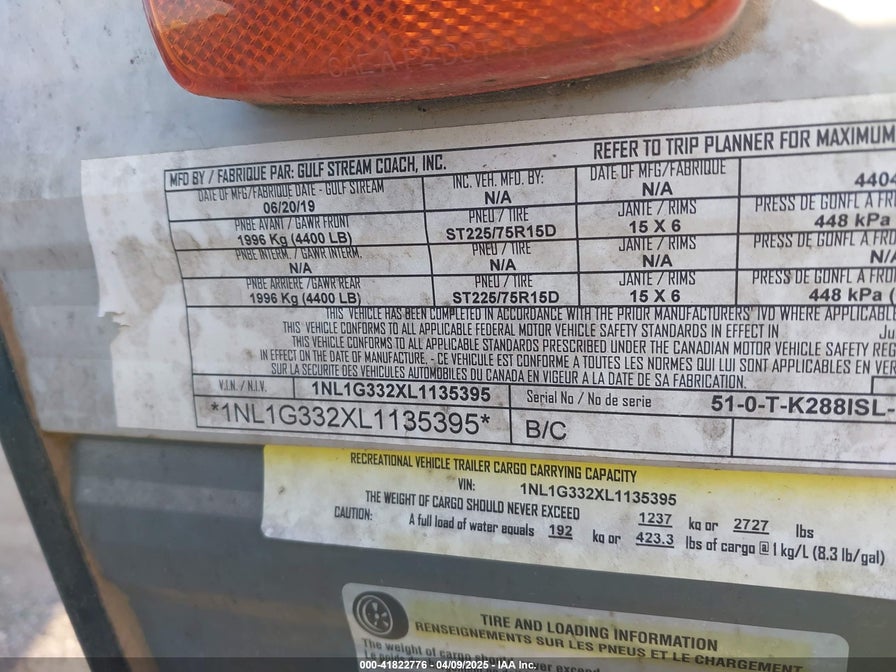 SAE-A-P2-DOT
REFER TO TRIP PLANNER FOR MAXIMUM
MFD BY / FABRIQUE PAR: GULF STREAM COACH, INC.
DATE OF MFG/FABRIQUE DATE - GULF STREAM INC. VEH. MFG. BY: DATE OF MFG/FABRIQUE
06/20/19 N/A N/A 4404
PNBE AVANT / GAWR FRONT PNEU / TIRE JANTE / RIMS PRESS DE GONFL A FR
1996 Kg (4400 LB) ST225/75R15D 15 X 6 448 kPa (
PNBE INTERM. / GAWR INTERM. PNEU / TIRE JANTE / RIMS PRESS DE GONFL A FR
N/A N/A N/A N/A
PNBE ARRIERE /GAWR REAR PNEU / TIRE JANTE / RIMS PRESS DE GONFL A FR
1996 Kg (4400 LB) ST225/75R15D 15 X 6 448 kPa (
THIS VEHICLE HAS BEEN COMPLETED IN ACCORDANCE WITH THE PRIOR MANUFACTURERS' IVD WHERE APPLICABLE
THIS VEHICLE CONFORMS TO ALL APPLICABLE FEDERAL MOTOR VEHICLE SAFETY STANDARDS IN EFFECT IN
THIS VEHICLE CONFORMS TO ALL APPLICABLE STANDARDS PRESCRIBED UNDER THE CANADIAN MOTOR VEHICLE SAFETY REG
IN EFFECT ON THE DATE OF MANUFACTURE. - CE VEHICULE EST CONFORME A TOUTES LES NORMES QUI LUI SONT APPLICABLES EN VER
SUR LA SECURITE DES VEHICULES AUTOMOBILES DU CANADA EN VIGEUR A LA DATE DE SA FABRICATION.
V.I.N. / N.I.V. 1NL1G332XL1135395 Serial No / No de serie 51-0-T-K288ISL
*1NL1G332XL1135395* B/C
RECREATIONAL VEHICLE TRAILER CARGO CARRYING CAPACITY
VIN: 1NL1G332XL1135395
THE WEIGHT OF CARGO SHOULD NEVER EXCEED 1237 kg or 2727 lbs
CAUTION: A full load of water equals 192 kg or 423.3 lbs of cargo @ 1 kg/L (8.3 lb/gal)
TIRE AND LOADING INFORMATION
RENSEIGNEMENTS SUR LES PNEUS ET LE CHARGEMENT
The weight of cargo should never exceed
000-41822776 - 04/09/2025 - IAA Inc.